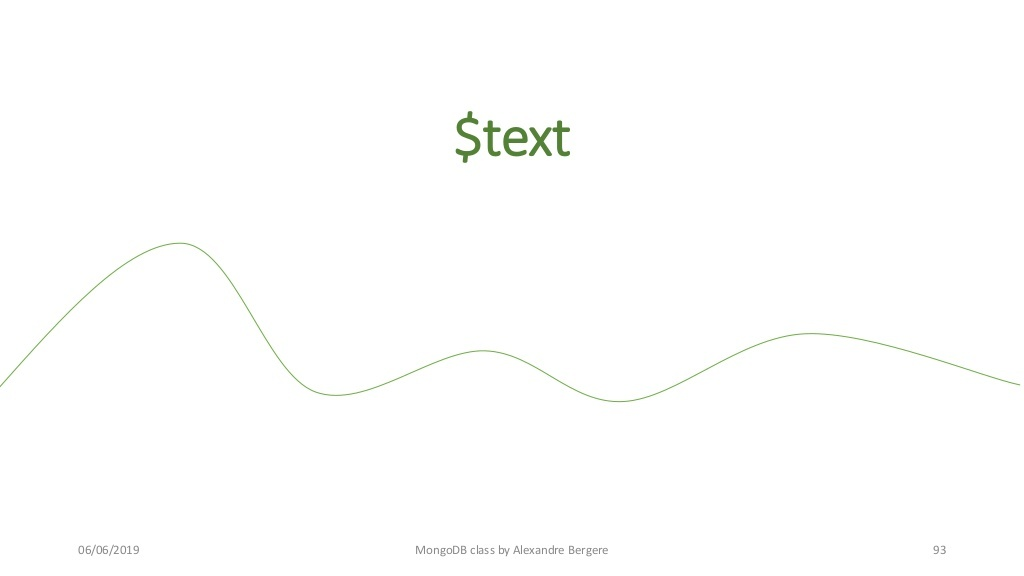 $text
06/06/2019
MongoDB class by Alexandre Bergere
93